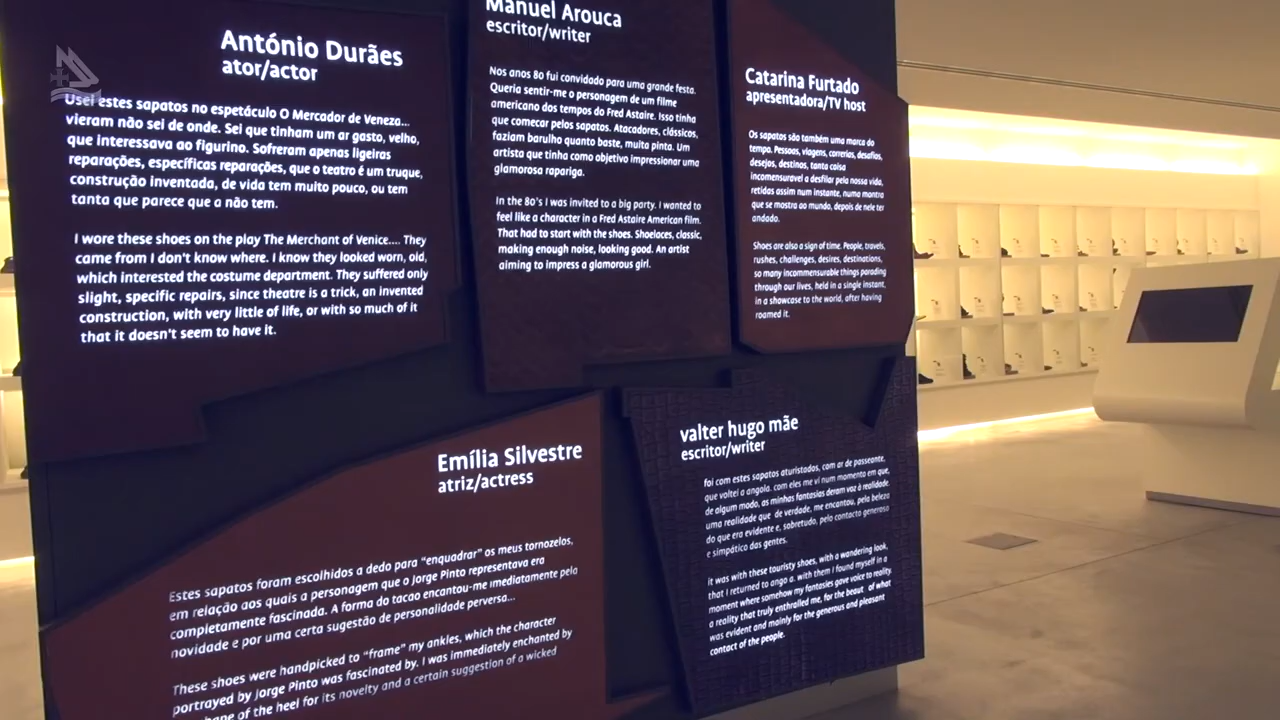 António Durães
ator/actor
Usei estes sapatos no espetáculo O Mercador de Veneza...
vieram não sei de onde. Sei que tinham um ar gasto, velho,
que interessava ao figurino. Sofreram apenas ligeiras
reparações, específicas reparações, que o teatro é um truque,
construção inventada, de vida tem muito pouco, ou tem
tanta que parece que a não tem.
I wore these shoes on the play The Merchant of Venice.... They
came from I don't know where. I know they looked worn, old,
which interested the costume department. They suffered only
slight, specific repairs, since theatre is a trick, an invented
construction, with very little of life, or with so much of it
that it doesn't seem to have it.
Manuel Arouca
escritor/writer
Nos anos 80 fui convidado para uma grande festa.
Queria sentir-me o personagem de um filme
americano dos tempos do Fred Astaire. Isso tinha
que começar pelos sapatos. Atacadores, clássicos,
faziam barulho quanto baste, muita pinta. Um
artista que tinha como objetivo impressionar uma
glamorosa rapariga.
In the 80's I was invited to a big party. I wanted to
feel like a character in a Fred Astaire American film.
That had to start with the shoes. Shoelaces, classic,
making enough noise, looking good. An artist
aiming to impress a glamorous girl.
Catarina Furtado
apresentadora/TV host
Os sapatos são também uma marca do
tempo. Pessoas, viagens, correrias, desafios,
desejos, destinos, tanta coisa
incomensurável a desfilar pela nossa vida,
retidas assim num instante, numa montra
que se mostra ao mundo, depois de nele ter
andado.
Shoes are also a sign of time. People, travels,
rushes, challenges, desires, destinations,
so many incommensurable things parading
through our lives, held in a single instant,
in a showcase to the world, after having
roamed it.
Emília Silvestre
atriz/actress
Estes sapatos foram escolhidos a dedo para “enquadrar” os meus tornozelos,
em relação aos quais a personagem que o Jorge Pinto representava era
completamente fascinada. A forma do tacao encantou-me imediatamente pela
novidade e por uma certa sugestão de personalidade perversa...
These shoes were handpicked to “frame” my ankles, which the character
portrayed by Jorge Pinto was fascinated by. I was immediately enchanted by
of the heel for its novelty and a certain suggestion of a wicked
valter hugo mãe
escritor/writer
foi com estes sapatos aturistados, com ar de passeante,
que voltei a angola. com eles me vi num momento em que,
de algum modo, as minhas fantasias deram voz à realidade.
uma realidade que de verdade, me encantou, pela beleza
do que era evidente e, sobretudo, pelo contacto generoso
e simpático das gentes.
it was with these touristy shoes, with a wandering look,
that I returned to ango a. with them I found myself in a
moment where somehow my fantasies gave voice to reality.
a reality that truly enthralled me, for the beaut of what
was evident and mainly for the generous and pleasant
contact of the people.